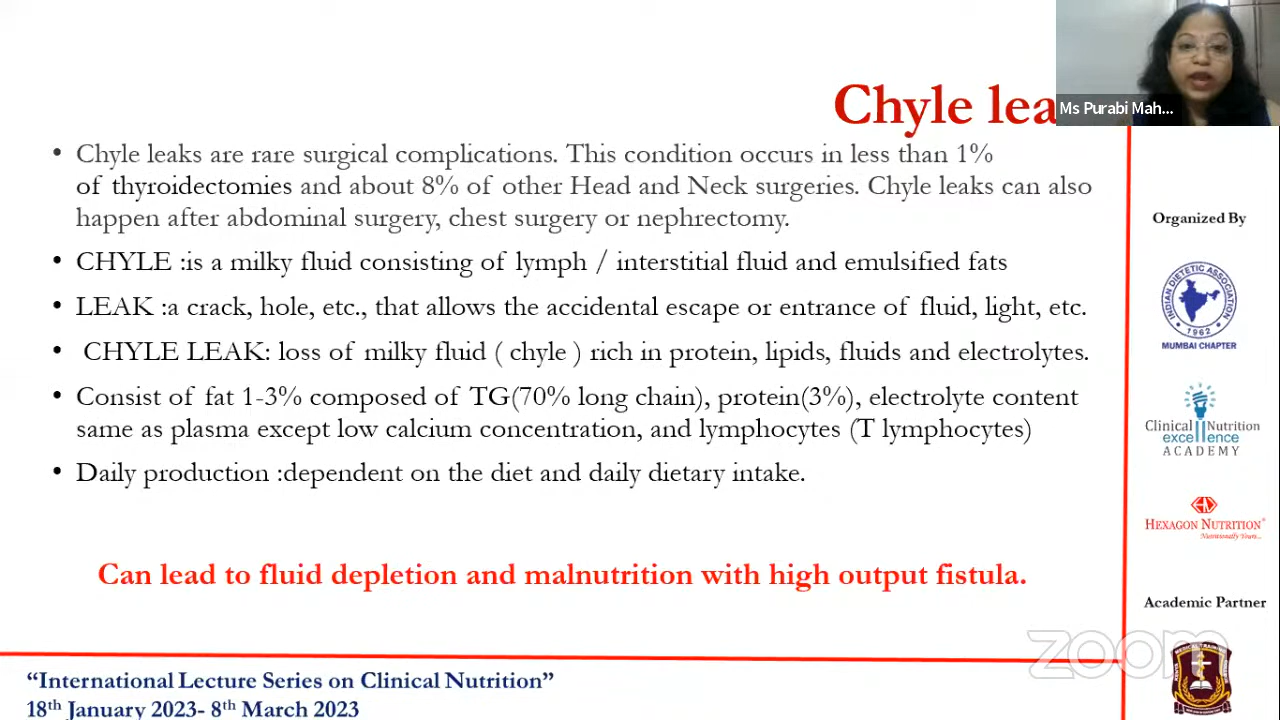 Chyle lea
Ms Purabi Mah...
• Chyle leaks are rare surgical complications. This condition occurs in less than 1%
of thyroidectomies and about 8% of other Head and Neck surgeries. Chyle leaks can also
happen after abdominal surgery, chest surgery or nephrectomy.
• CHYLE :is a milky fluid consisting of lymph / interstitial fluid and emulsified fats
• LEAK :a crack, hole, etc., that allows the accidental escape or entrance of fluid, light, etc.
• CHYLE LEAK: loss of milky fluid ( chyle ) rich in protein, lipids, fluids and electrolytes.
• Consist of fat 1-3% composed of TG(70% long chain), protein(3%), electrolyte content
same as plasma except low calcium concentration, and lymphocytes (T lymphocytes)
• Daily production :dependent on the diet and daily dietary intake.
Can lead to fluid depletion and malnutrition with high output fistula.
Organized By
INDIAN DIETETIC ASSOCIATION
1962
MUMBAI CHAPTER
Clinical Nutrition
excellence
ACADEMY
HEXAGON NUTRITION®
Nutritionally Yours...
Academic Partner
zoom
“International Lecture Series on Clinical Nutrition”
18th January 2023- 8th March 2023